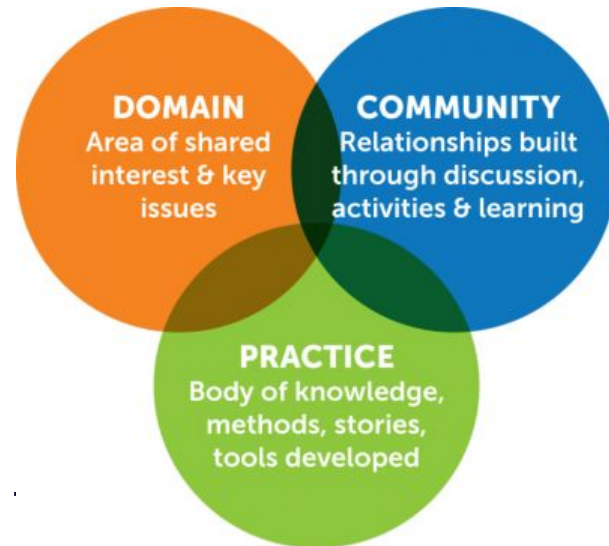 DOMAIN
Area of shared
interest & key
issues
COMMUNITY
Relationships built
through discussion,
activities & learning
PRACTICE
Body of knowledge,
methods, stories,
tools developed